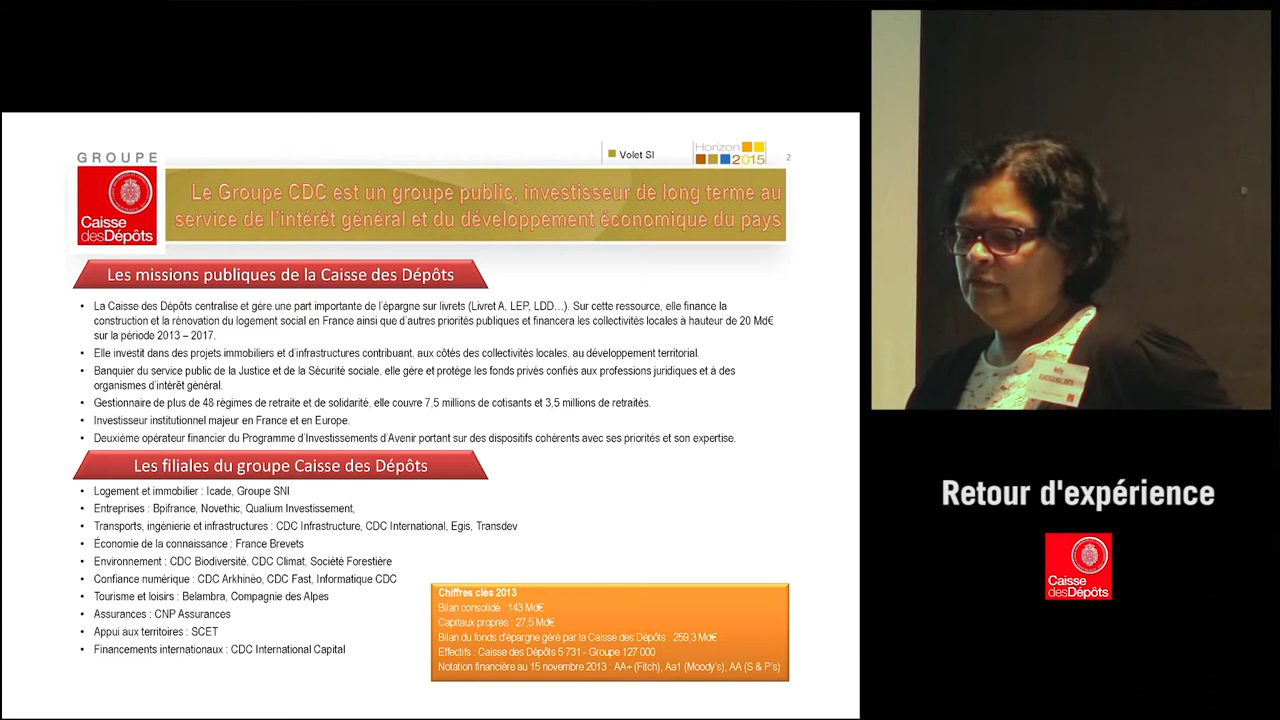 GROUPE
Caisse
desDépôts
Volet SI
Horizon
2015
2
Le Groupe CDC est un groupe public, investisseur de long terme au
service de l'intérêt général et du développement économique du pays
Les missions publiques de la Caisse des Dépôts
• La Caisse des Dépôts centralise et gère une part importante de l'épargne sur livrets (Livret A, LEP, LDD…). Sur cette ressource, elle finance la
construction et la rénovation du logement social en France ainsi que d'autres priorités publiques et financera les collectivités locales à hauteur de 20 Md€
sur la période 2013 – 2017.
• Elle investit dans des projets immobiliers et d'infrastructures contribuant, aux côtés des collectivités locales, au développement territorial.
• Banquier du service public de la Justice et de la Sécurité sociale, elle gère et protège les fonds privés confiés aux professions juridiques et à des
organismes d'intérêt général.
• Gestionnaire de plus de 48 régimes de retraite et de solidarité, elle couvre 7,5 millions de cotisants et 3,5 millions de retraités.
• Investisseur institutionnel majeur en France et en Europe.
• Deuxième opérateur financier du Programme d'Investissements d'Avenir portant sur des dispositifs cohérents avec ses priorités et son expertise.
Les filiales du groupe Caisse des Dépôts
• Logement et immobilier : Icade, Groupe SNI
• Entreprises : Bpifrance, Novethic, Qualium Investissement,
• Transports, ingénierie et infrastructures : CDC Infrastructure, CDC International, Egis, Transdev
• Économie de la connaissance : France Brevets
• Environnement : CDC Biodiversité, CDC Climat, Société Forestière
• Confiance numérique : CDC Arkhinéo, CDC Fast, Informatique CDC
• Tourisme et loisirs : Belambra, Compagnie des Alpes
• Assurances : CNP Assurances
• Appui aux territoires : SCET
• Financements internationaux : CDC International Capital
Chiffres clés 2013
Bilan consolidé : 143 Md€
Capitaux propres : 27,5 Md€
Bilan du fonds d'épargne géré par la Caisse des Dépôts : 259,3 Md€
Effectifs : Caisse des Dépôts 5 731 - Groupe 127 000
Notation financière au 15 novembre 2013 : AA+ (Fitch), Aa1 (Moody's), AA (S & P's)
Retour d'expérience
Caisse
desDépôts